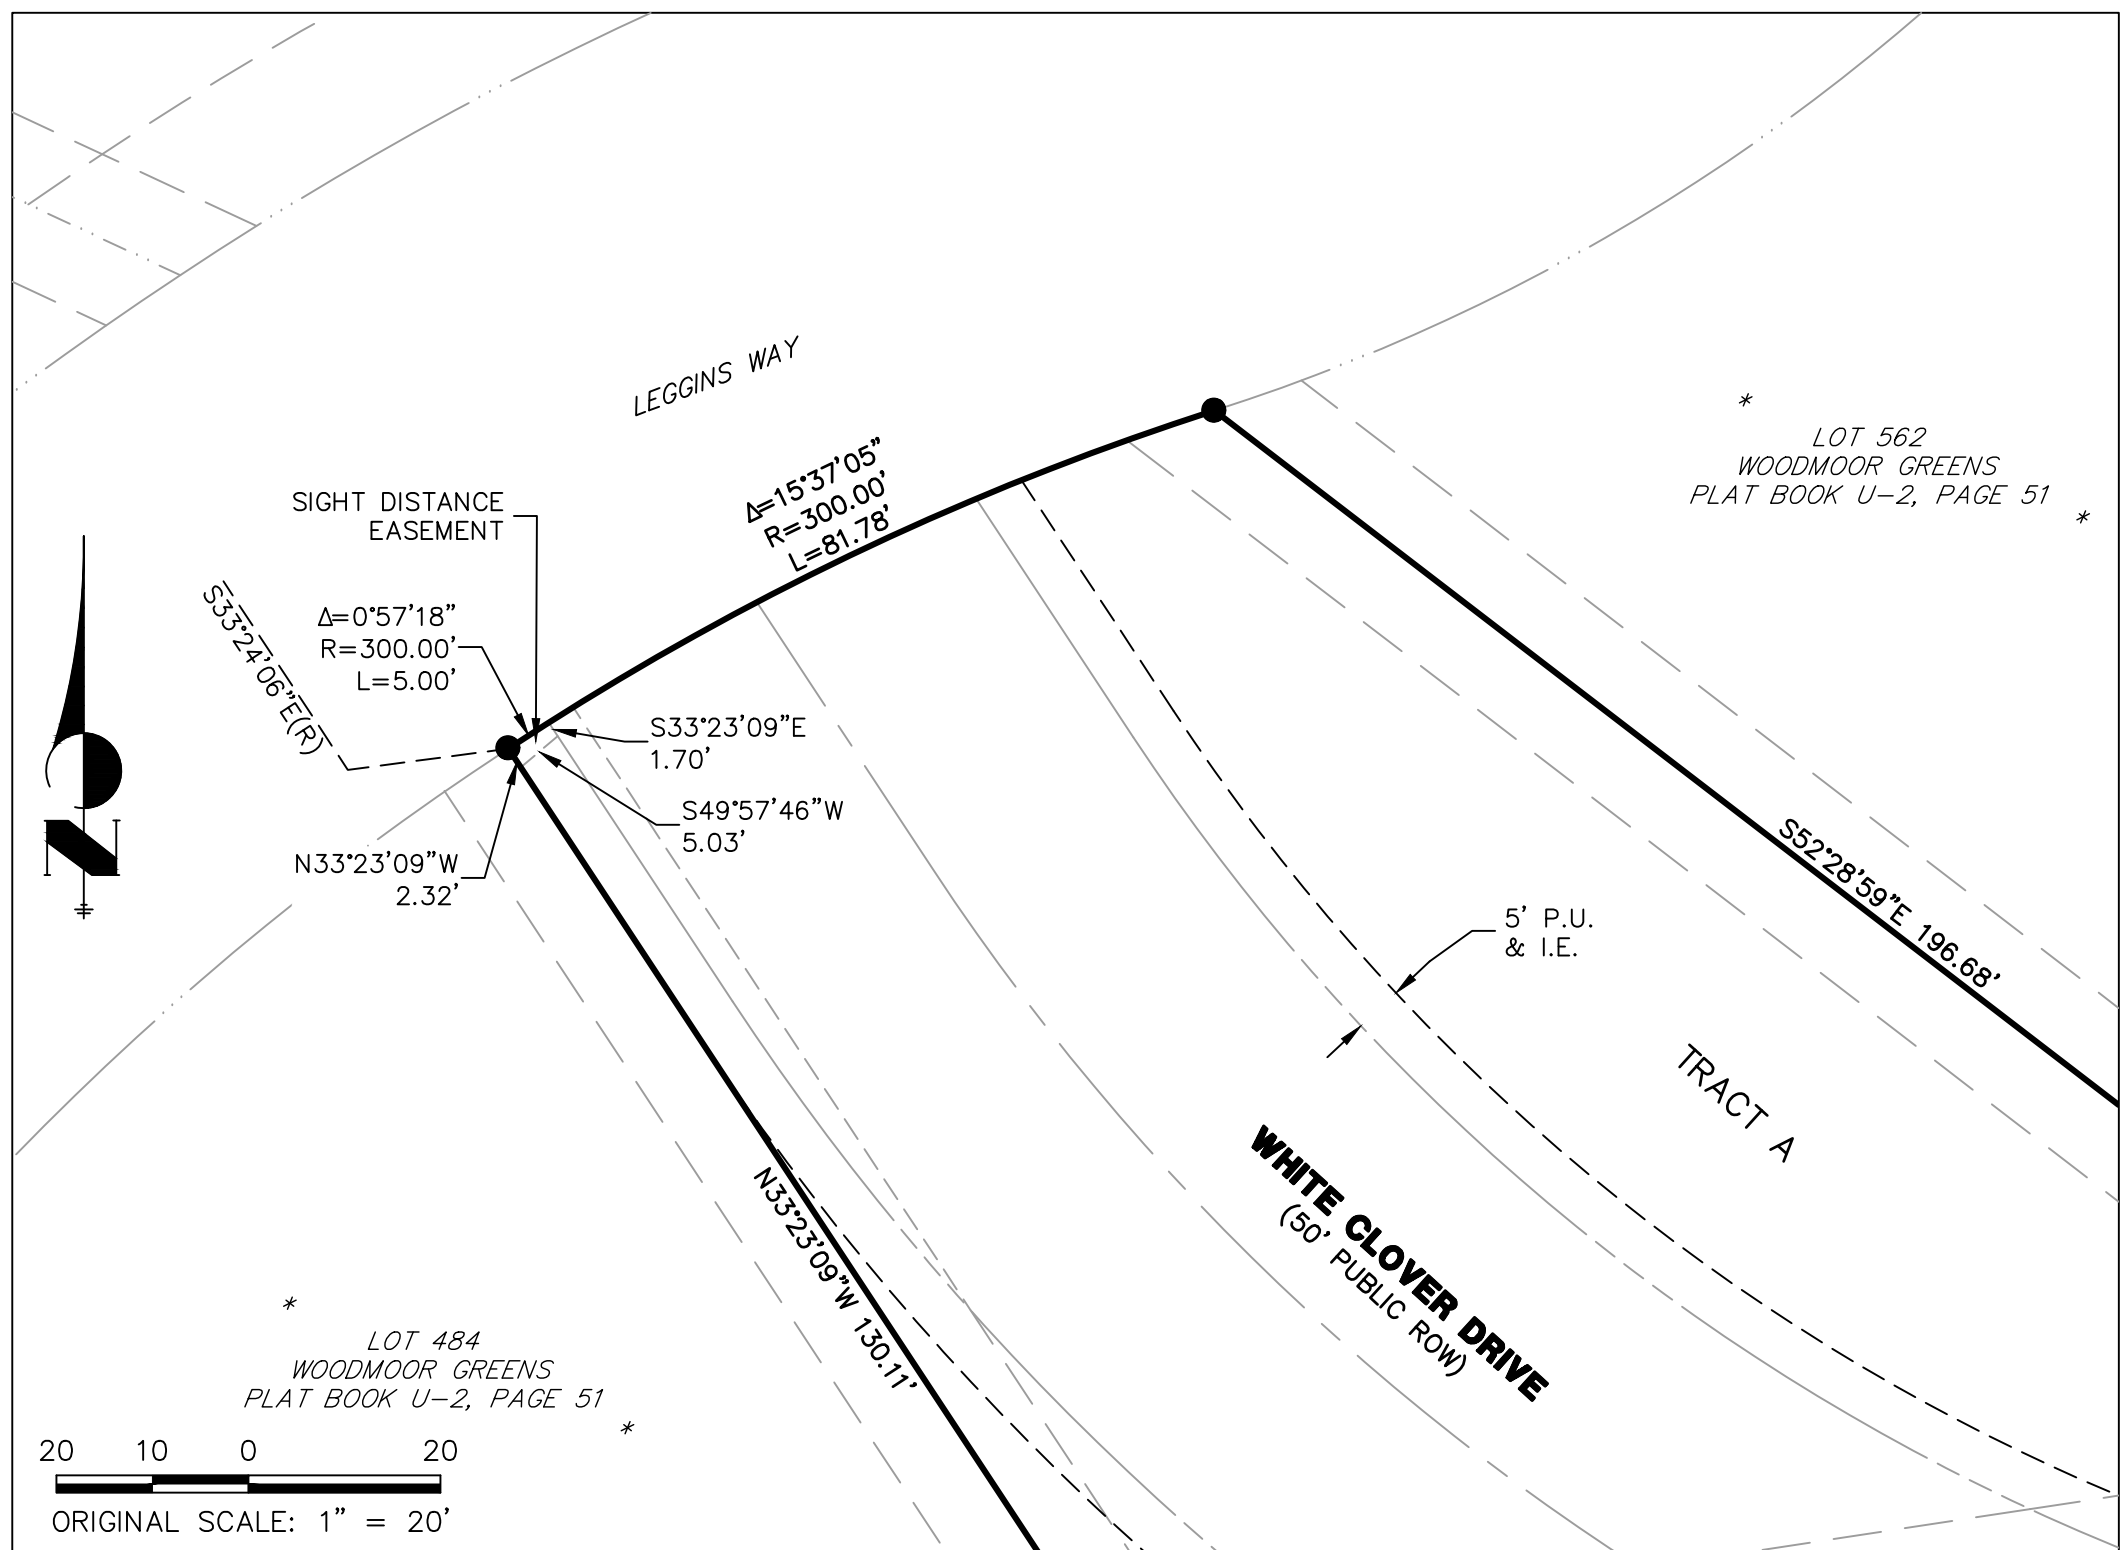 LEGGINS WAY
*
LOT 562
WOODMOOR GREENS
PLAT BOOK U-2, PAGE 51
*
Δ=15°37'05"
R=300.00'
L=81.78'
SIGHT DISTANCE
EASEMENT
Δ=0°57'18"
R=300.00'
L=5.00'
S33°24'06"E(R)
S33°23'09"E
1.70'
S49°57'46"W
5.03'
N33°23'09"W
2.32'
N
S52°28'59"E 196.68'
5' P.U.
& I.E.
TRACT A
WHITE CLOVER DRIVE
(50' PUBLIC ROW)
N33°23'09"W 130.11'
*
LOT 484
WOODMOOR GREENS
PLAT BOOK U-2, PAGE 51
*
20 10 0 20
ORIGINAL SCALE: 1" = 20'